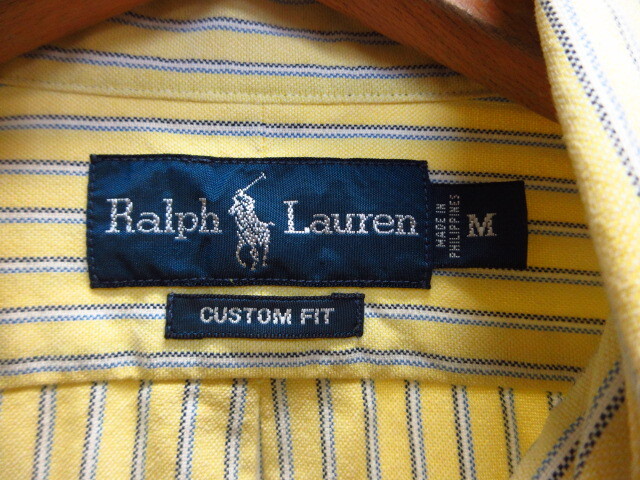 Ralph Lauren
MADE IN
PHILIPPINES
M
CUSTOM FIT